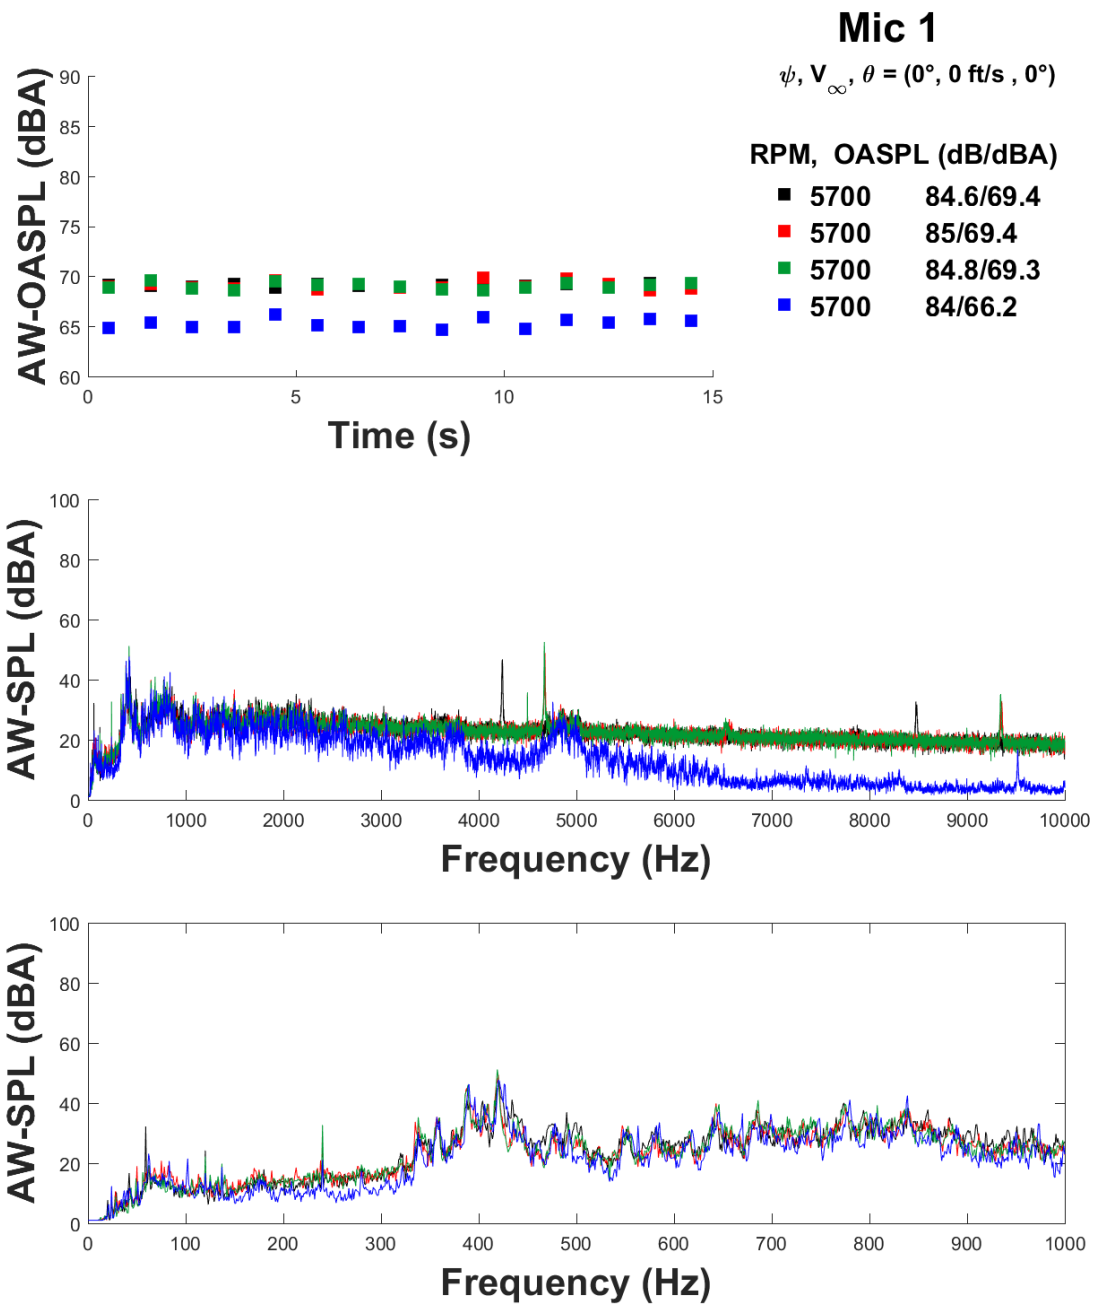 Mic 1
ψ, V∞, θ = (0°, 0 ft/s , 0°)
RPM, OASPL (dB/dBA)
5700 84.6/69.4
5700 85/69.4
5700 84.8/69.3
5700 84/66.2
AW-OASPL (dBA)
90
85
80
75
70
65
60
0 5 10 15
Time (s)
AW-SPL (dBA)
100
80
60
40
20
0
0 1000 2000 3000 4000 5000 6000 7000 8000 9000 10000
Frequency (Hz)
AW-SPL (dBA)
100
80
60
40
20
0
0 100 200 300 400 500 600 700 800 900 1000
Frequency (Hz)